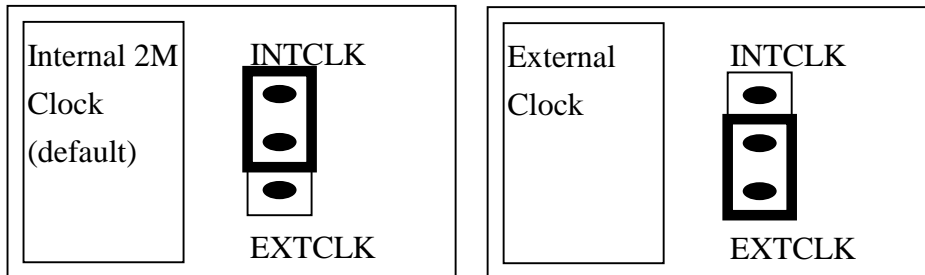 Internal 2M
Clock
(default)
INTCLK
EXTCLK
External
Clock
INTCLK
EXTCLK